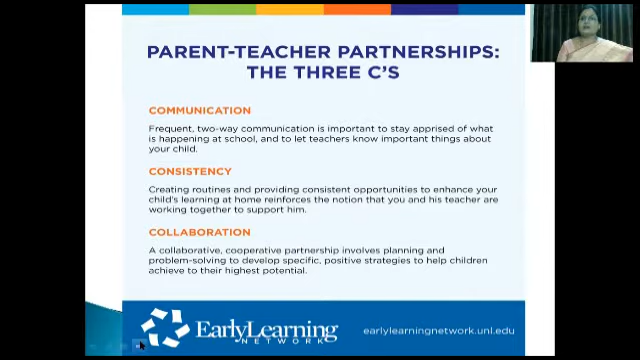 PARENT-TEACHER PARTNERSHIPS:
THE THREE C'S
COMMUNICATION
Frequent, two-way communication is important to stay apprised of what
is happening at school, and to let teachers know important things about
your child.
CONSISTENCY
Creating routines and providing consistent opportunities to enhance your
child's learning at home reinforces the notion that you and his teacher are
working together to support him.
COLLABORATION
A collaborative, cooperative partnership involves planning and
problem-solving to develop specific, positive strategies to help children
achieve to their highest potential.
EarlyLearning
NETWORK
earlylearningnetwork.unl.edu